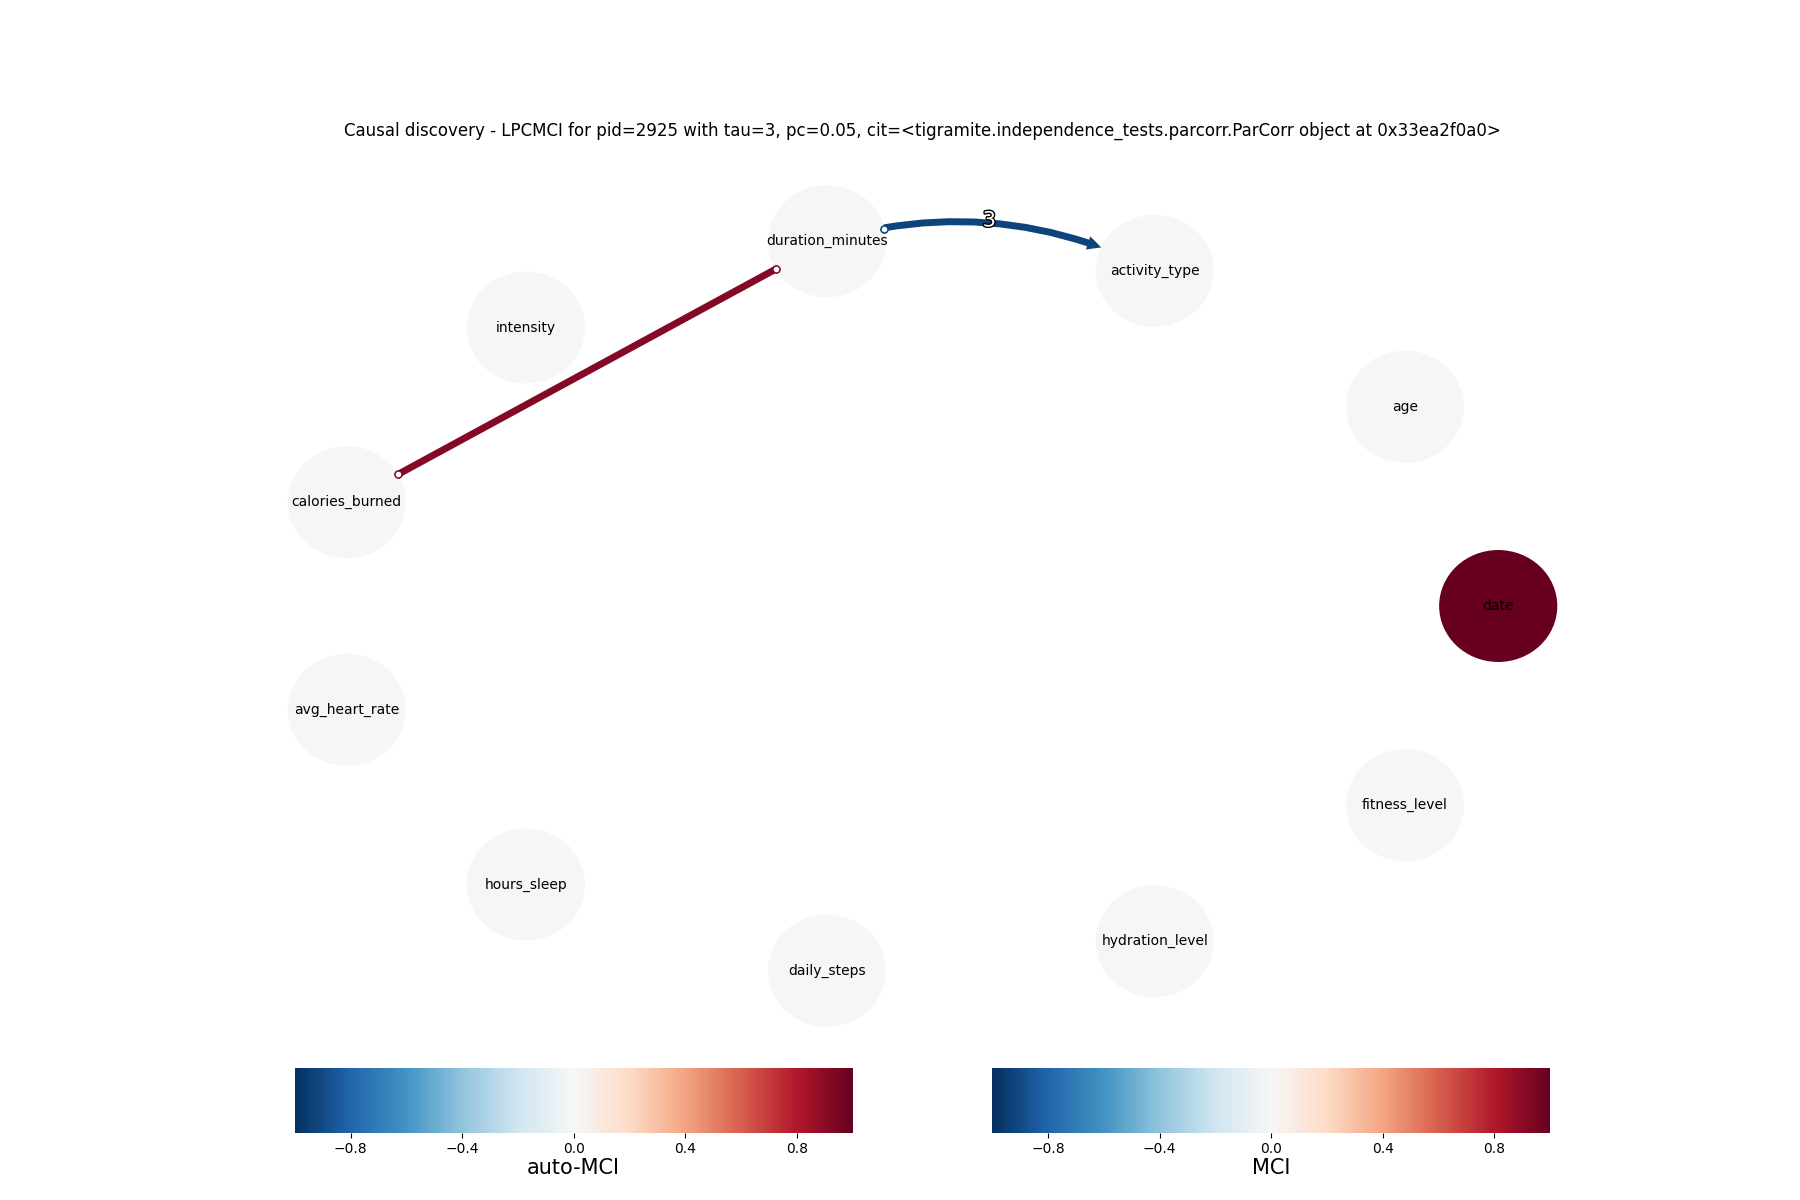 Causal discovery - LPCMCI for pid=2925 with tau=3, pc=0.05, cit=<tigramite.independence_tests.parcorr.ParCorr object at 0x33ea2f0a0>
duration_minutes
3
activity_type
intensity
age
calories_burned
date
avg_heart_rate
fitness_level
hours_sleep
hydration_level
daily_steps
−0.8 −0.4 0.0 0.4 0.8
auto-MCI
−0.8 −0.4 0.0 0.4 0.8
MCI